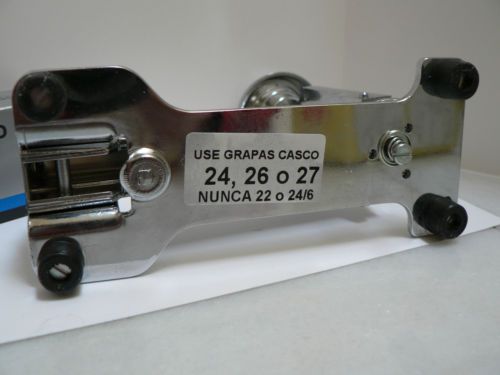 USE GRAPAS CASCO
24, 26 o 27
NUNCA 22 o 24/6